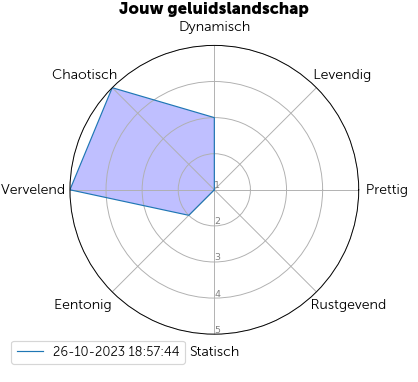 Jouw geluidslandschap
Dynamisch
Chaotisch
Levendig
Vervelend
1
Prettig
2
3
4
Eentonig
Rustgevend
5
26-10-2023 18:57:44
Statisch